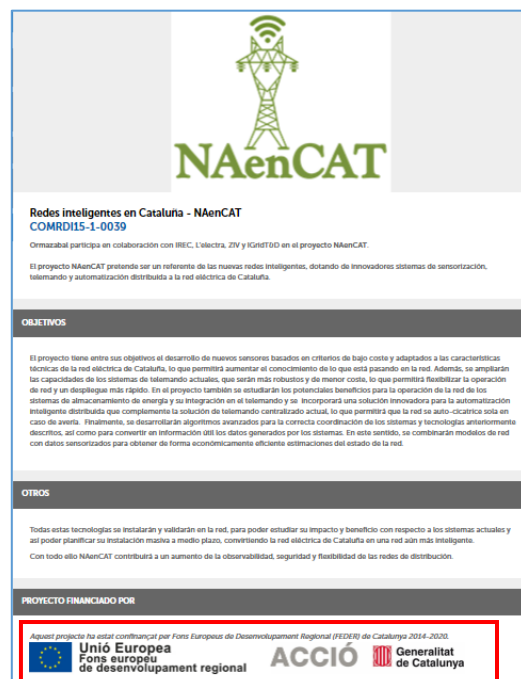 NAenCAT
Redes inteligentes en Cataluña - NAenCAT
COMRDI15-1-0039
Ormazabal participa en colaboración con IREC, L'electra, ZIV y IGridTDD en el proyecto NAenCAT.
El proyecto NAenCAT pretende ser un referente de las nuevas redes inteligentes, dotando de innovadores sistemas de sensorización,
telemando y automatización distribuida a la red eléctrica de Cataluña.
OBJETIVOS
El proyecto tiene entre sus objetivos el desarrollo de nuevos sensores basados en criterios de bajo coste y adaptados a las características
técnicas de la red eléctrica de Cataluña, lo que permitirá aumentar el conocimiento de lo que está pasando en la red. Además, se ampliarán
las capacidades de los sistemas de telemando actuales, que serán más robustos y de menor coste, lo que permitirá flexibilizar la operación
de red y un despliegue más rápido. En el proyecto también se estudiarán los potenciales beneficios para la operación de la red de los
sistemas de almacenamiento de energía y su integración en el telemando y se incorporará una solución innovadora para la automatización
inteligente distribuida que complemente la solución de telemando centralizado actual, lo que permitirá que la red se auto-cicatrice sola en
caso de avería. Finalmente, se desarrollarán algoritmos avanzados para la correcta coordinación de los sistemas y tecnologías anteriormente
descritos, así como para convertir en información útil los datos generados por los sistemas. En este sentido, se combinarán modelos de red
con datos sensorizados para obtener de forma económicamente eficiente estimaciones del estado de la red.
OTROS
Todas estas tecnologías se instalarán y validarán en la red, para poder estudiar su impacto y beneficio con respecto a los sistemas actuales y
así poder planificar su instalación masiva a medio plazo, convirtiendo la red eléctrica de Cataluña en una red aún más inteligente.
Con todo ello NAenCAT contribuirá a un aumento de la observabilidad, seguridad y flexibilidad de las redes de distribución.
PROYECTO FINANCIADO POR
Aquest projecte ha estat confinançat per Fons Europeus de Desenvolupament Regional (FEDER) de Catalunya 2014-2020.
Unió Europea
Fons europeu
de desenvolupament regional
ACCIÓ
Generalitat
de Catalunya